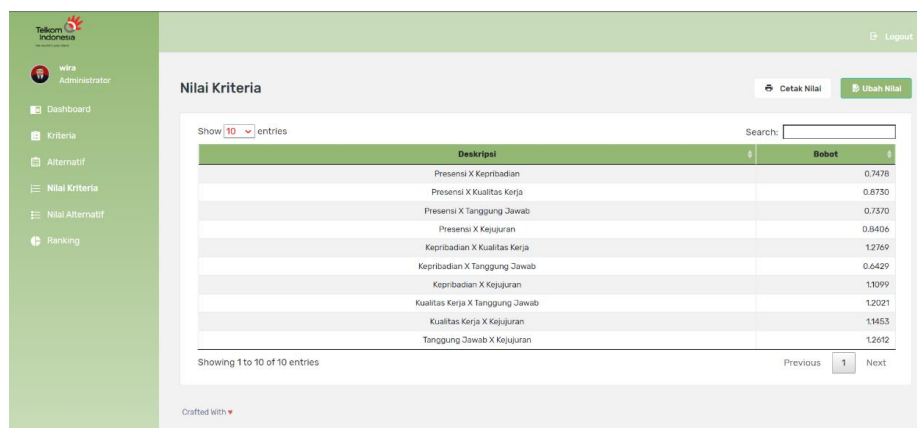 Telkom
Indonesia
Logout
wira
Administrator
Dashboard
Kriteria
Alternatif
Nilai Kriteria
Nilai Alternatif
Ranking
Nilai Kriteria
Cetak Nilai
Ubah Nilai
Show 10 entries
Search:
Deskripsi Bobot
Presensi X Kepribadian 0.7478
Presensi X Kualitas Kerja 0.8730
Presensi X Tanggung Jawab 0.7370
Presensi X Kejujuran 0.8406
Kepribadian X Kualitas Kerja 1.2769
Kepribadian X Tanggung Jawab 0.6429
Kepribadian X Kejujuran 1.1099
Kualitas Kerja X Tanggung Jawab 1.2021
Kualitas Kerja X Kejujuran 1.1453
Tanggung Jawab X Kejujuran 1.2612
Showing 1 to 10 of 10 entries
Previous 1 Next
Crafted With